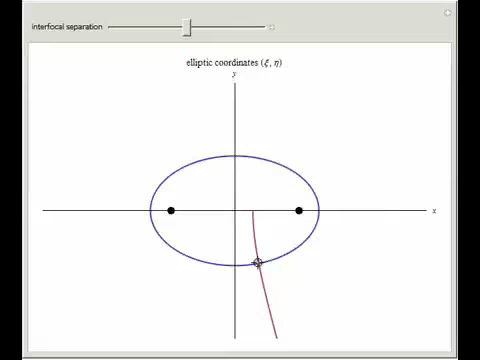 interfocal separation
elliptic coordinates (ξ, η)
y
x